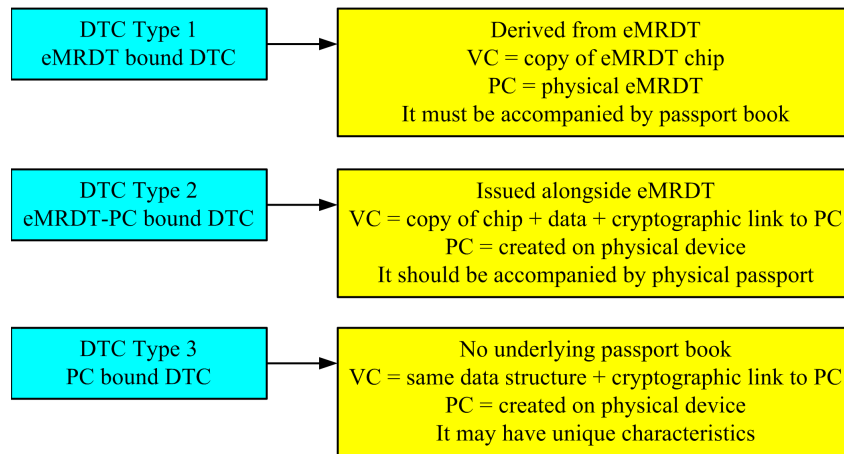 DTC Type 1
eMRDT bound DTC
Derived from eMRDT
VC = copy of eMRDT chip
PC = physical eMRDT
It must be accompanied by passport book
DTC Type 2
eMRDT-PC bound DTC
Issued alongside eMRDT
VC = copy of chip + data + cryptographic link to PC
PC = created on physical device
It should be accompanied by physical passport
DTC Type 3
PC bound DTC
No underlying passport book
VC = same data structure + cryptographic link to PC
PC = created on physical device
It may have unique characteristics